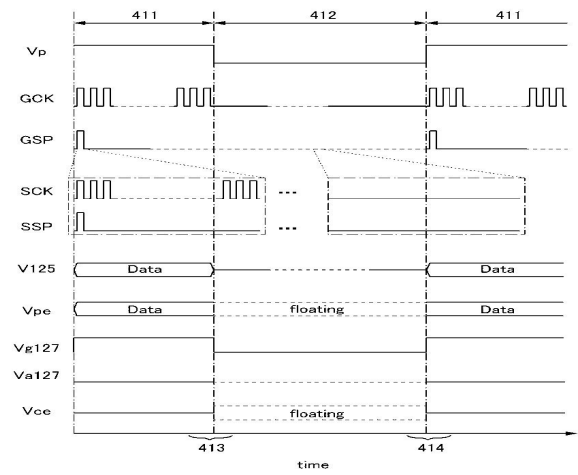 411 412 411
Vp
GCK
GSP
SCK
SSP
V125 Data Data
Vpe Data floating Data
Vg127
Va127
Vce floating
413 414
time